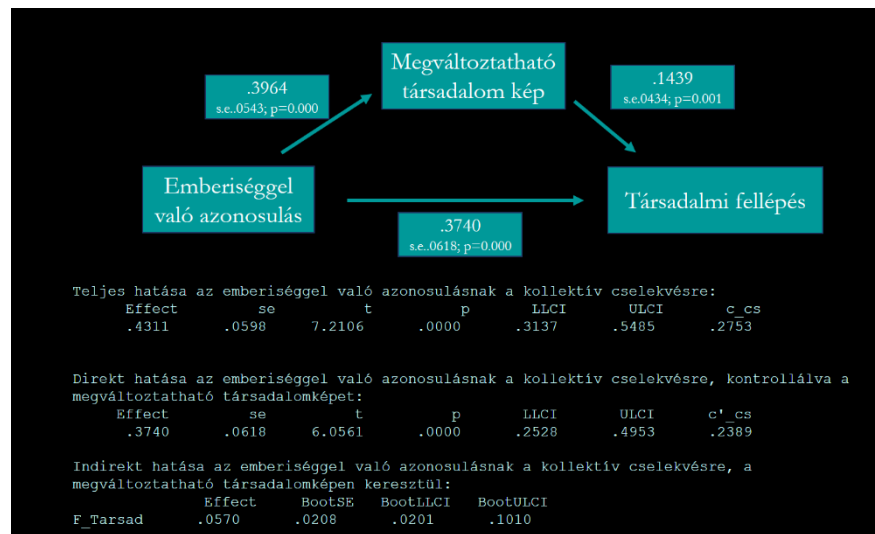 Megváltoztatható
társadalom kép
.3964
s.e..0543; p=0.000
.1439
s.e.0434; p=0.001
Emberiséggel
való azonosulás
Társadalmi fellépés
.3740
s.e..0618; p=0.000
Teljes hatása az emberiséggel való azonosulásnak a kollektív cselekvésre:
Effect se t p LLCI ULCI c_cs
.4311 .0598 7.2106 .0000 .3137 .5485 .2753
Direkt hatása az emberiséggel való azonosulásnak a kollektív cselekvésre, kontrollálva a
megváltoztatható társadalomképet:
Effect se t p LLCI ULCI c'_cs
.3740 .0618 6.0561 .0000 .2528 .4953 .2389
Indirekt hatása az emberiséggel való azonosulásnak a kollektív cselekvésre, a
megváltoztatható társadalomképen keresztül:
Effect BootSE BootLLCI BootULCI
F_Tarsad .0570 .0208 .0201 .1010